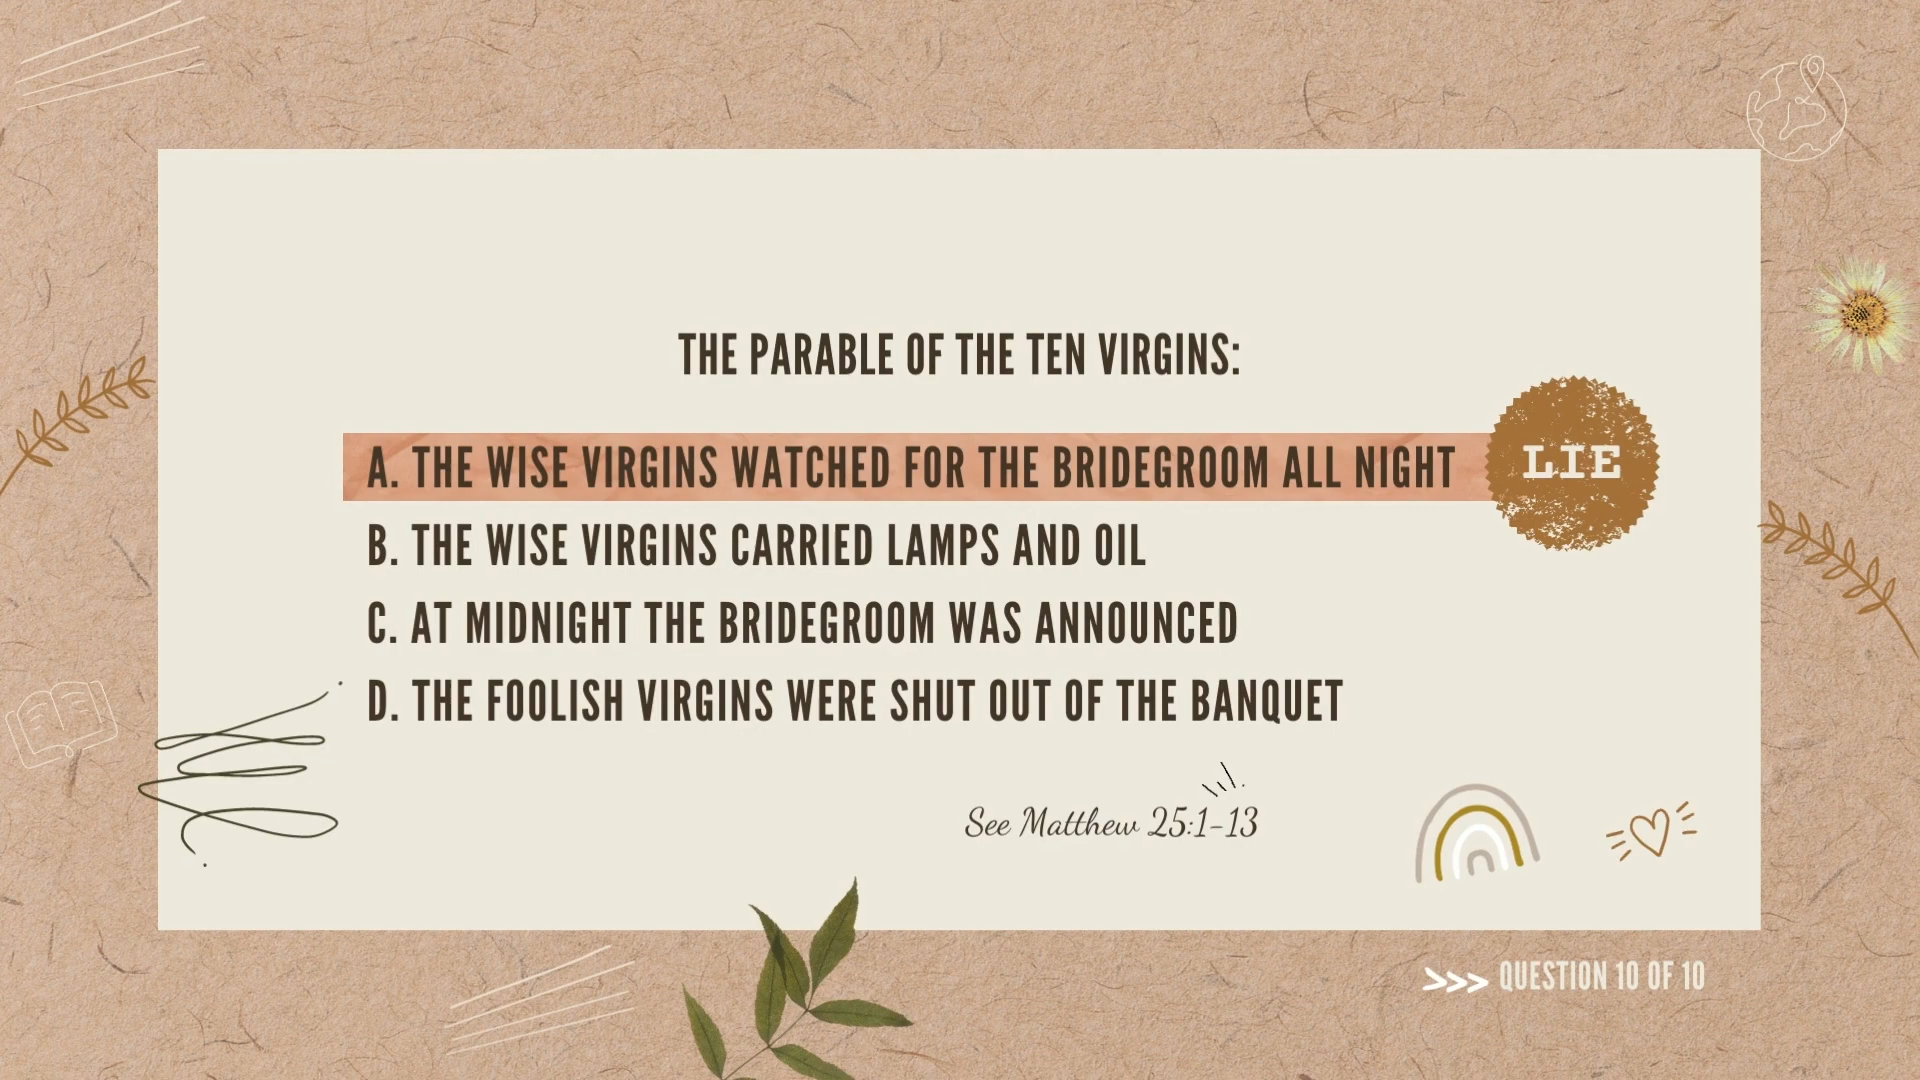 THE PARABLE OF THE TEN VIRGINS:
A. THE WISE VIRGINS WATCHED FOR THE BRIDEGROOM ALL NIGHT
LIE
B. THE WISE VIRGINS CARRIED LAMPS AND OIL
C. AT MIDNIGHT THE BRIDEGROOM WAS ANNOUNCED
D. THE FOOLISH VIRGINS WERE SHUT OUT OF THE BANQUET
See Matthew 25:1-13
>>> QUESTION 10 OF 10